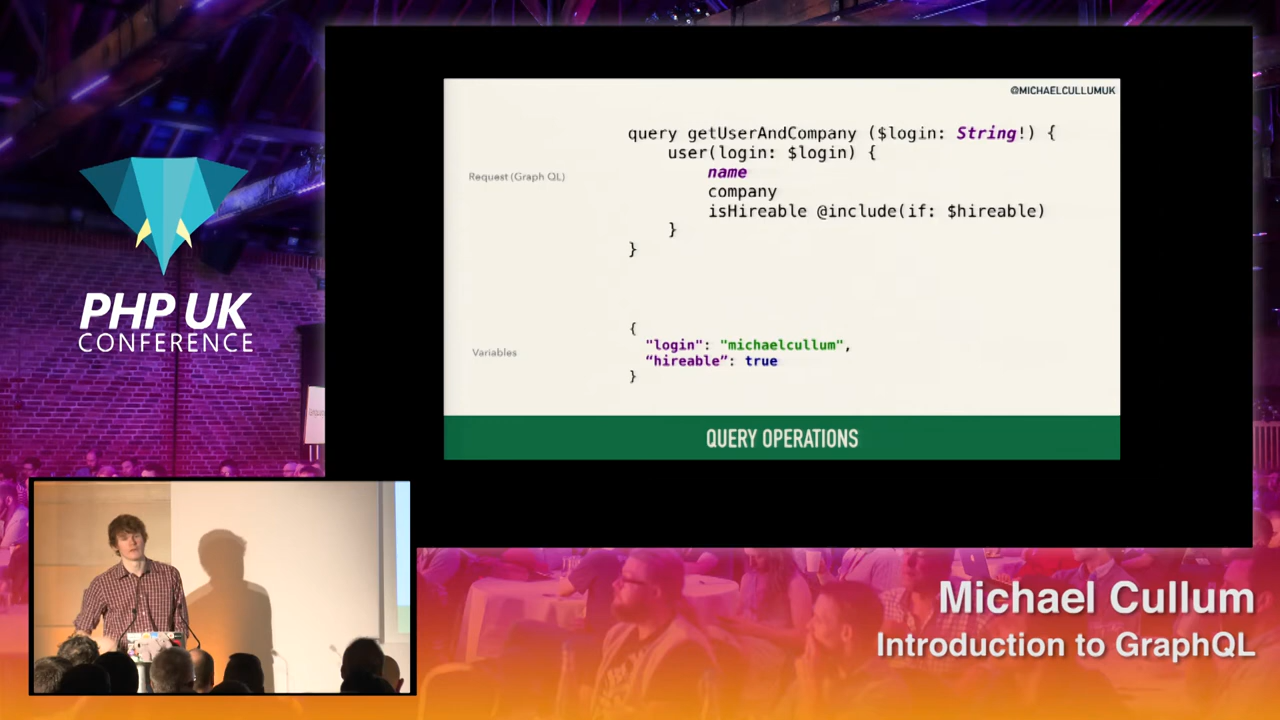 @MICHAELCULLUMUK
Request (Graph QL)
query getUserAndCompany ($login: String!) {
user(login: $login) {
name
company
isHireable @include(if: $hireable)
}
}
Variables
{
"login": "michaelcullum",
“hireable”: true
}
QUERY OPERATIONS
PHP UK
CONFERENCE
Michael Cullum
Introduction to GraphQL